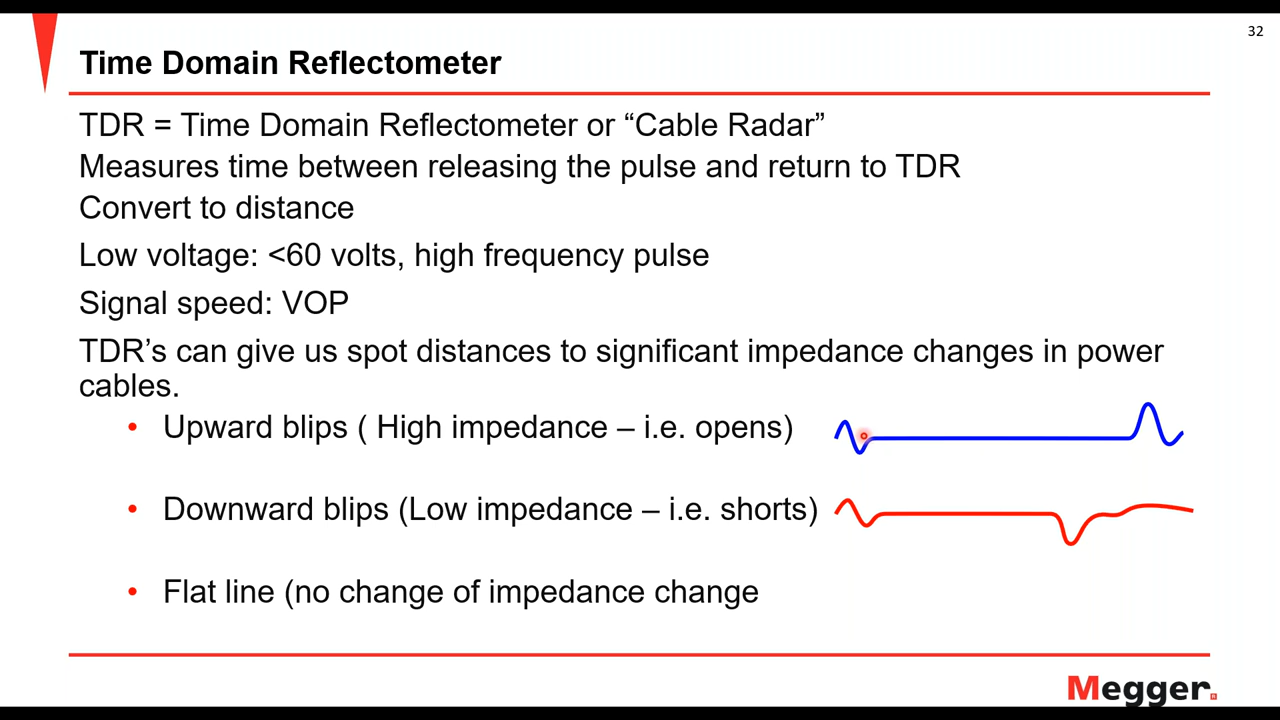 32
Time Domain Reflectometer
TDR = Time Domain Reflectometer or “Cable Radar”
Measures time between releasing the pulse and return to TDR
Convert to distance
Low voltage: <60 volts, high frequency pulse
Signal speed: VOP
TDR’s can give us spot distances to significant impedance changes in power
cables.
• Upward blips ( High impedance – i.e. opens)
• Downward blips (Low impedance – i.e. shorts)
• Flat line (no change of impedance change
Megger.